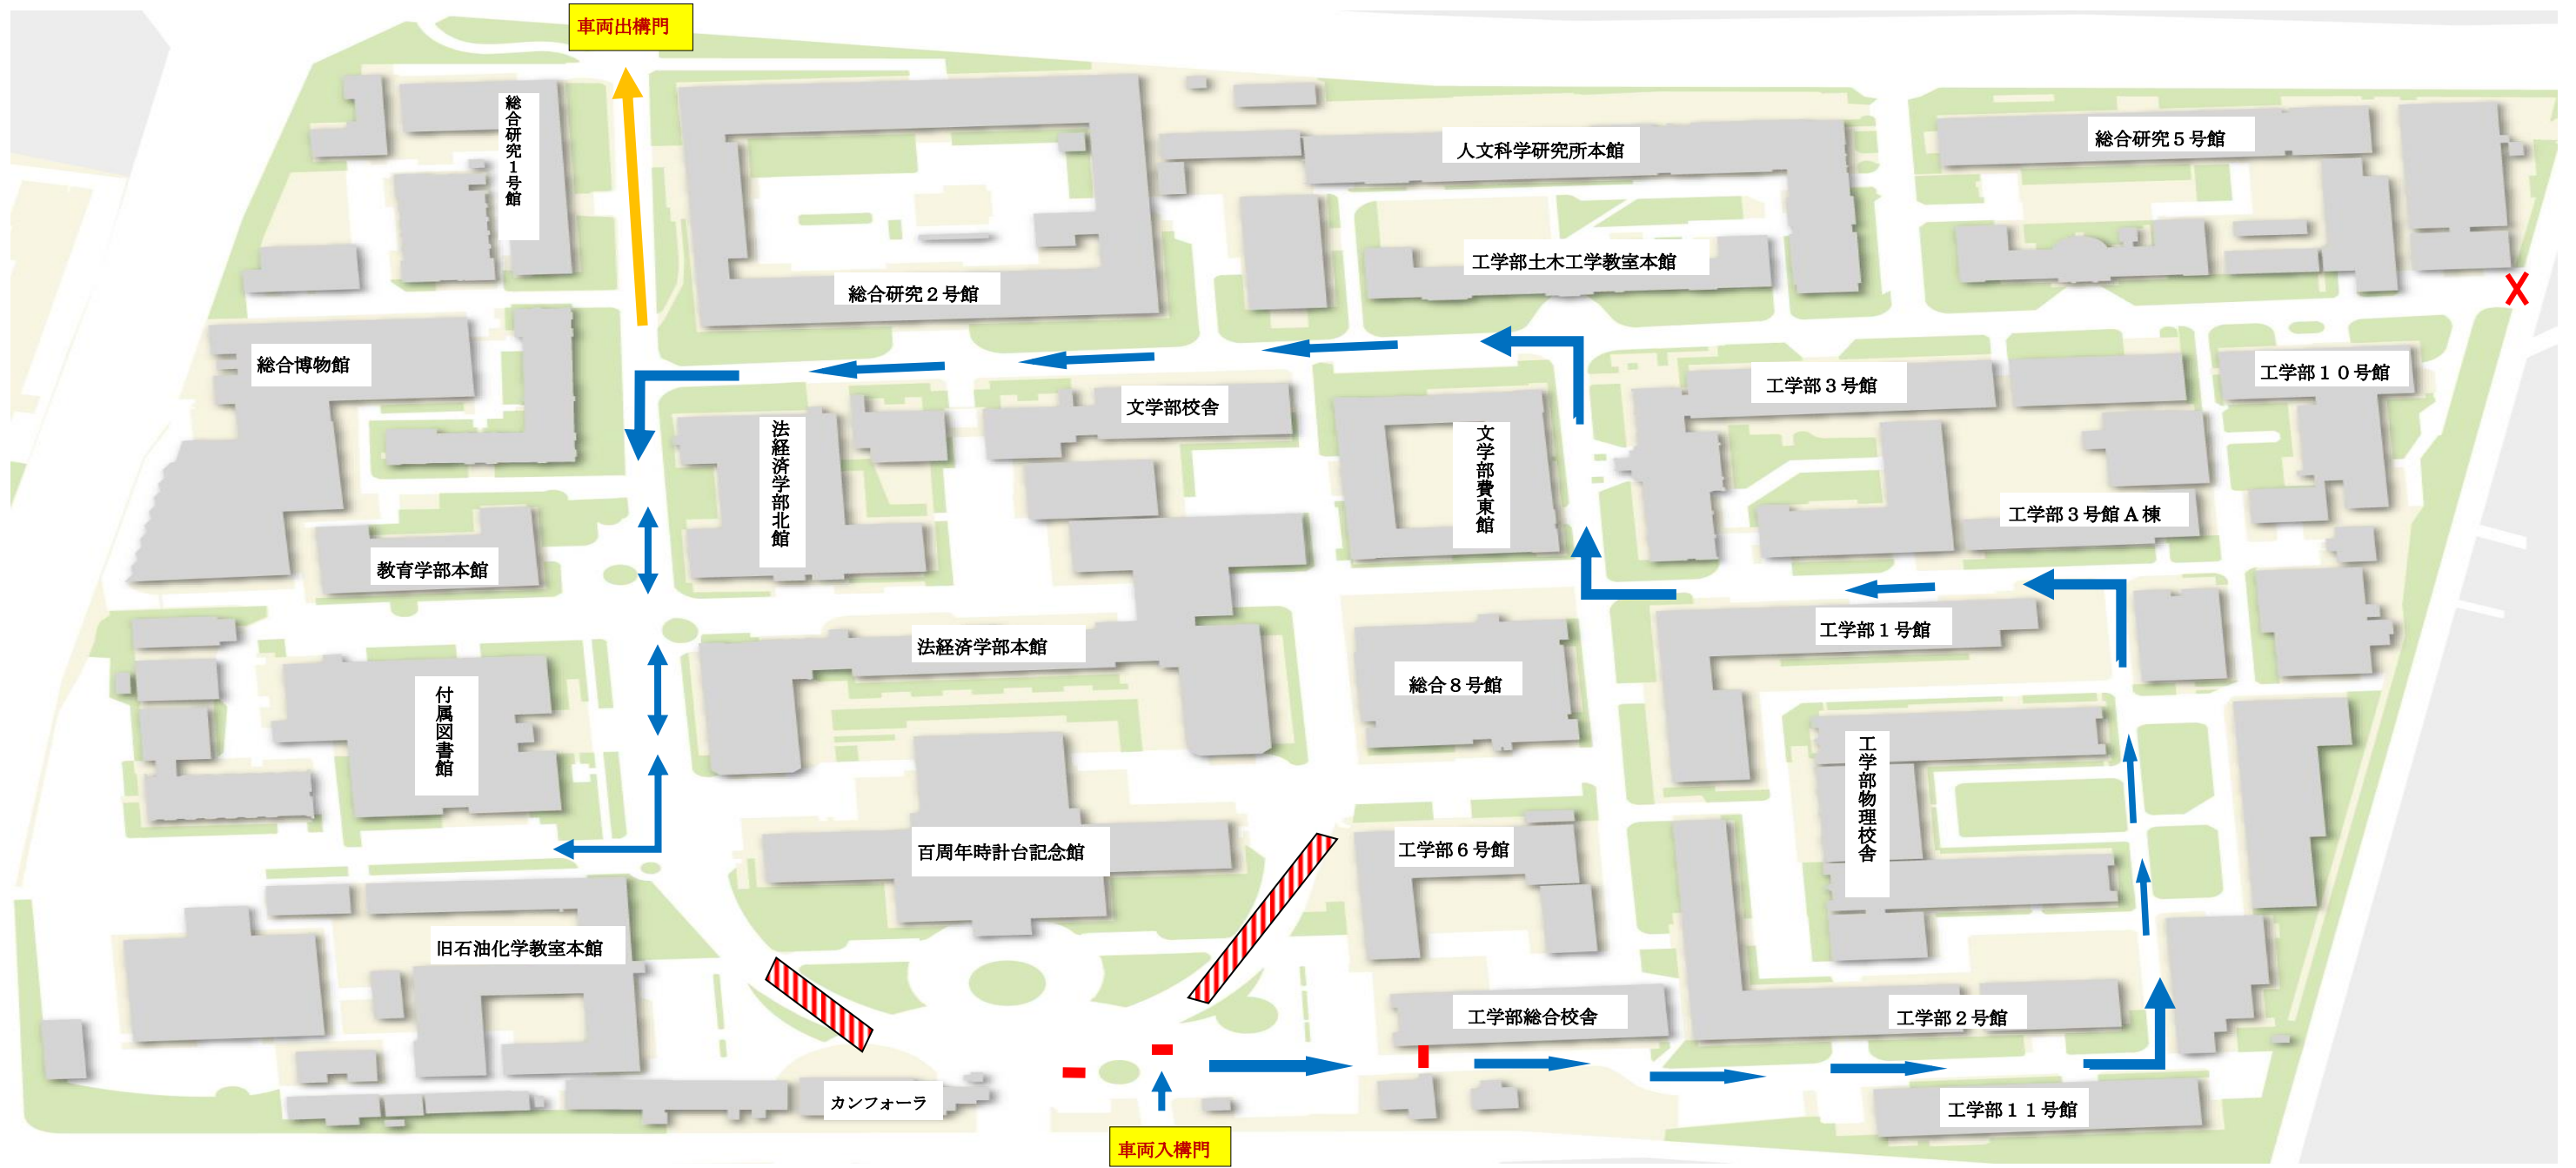 車両出構門
総合研究１号館
人文科学研究所本館
総合研究５号館
工学部土木工学教室本館
総合研究２号館
総合博物館
工学部３号館
工学部１０号館
文学部校舎
法経済学部北館
文学部費東館
工学部３号館Ａ棟
教育学部本館
工学部１号館
法経済学部本館
総合８号館
付属図書館
工学部物理校舎
百周年時計台記念館
工学部６号館
旧石油化学教室本館
工学部総合校舎
工学部２号館
カンフォーラ
工学部１１号館
車両入構門